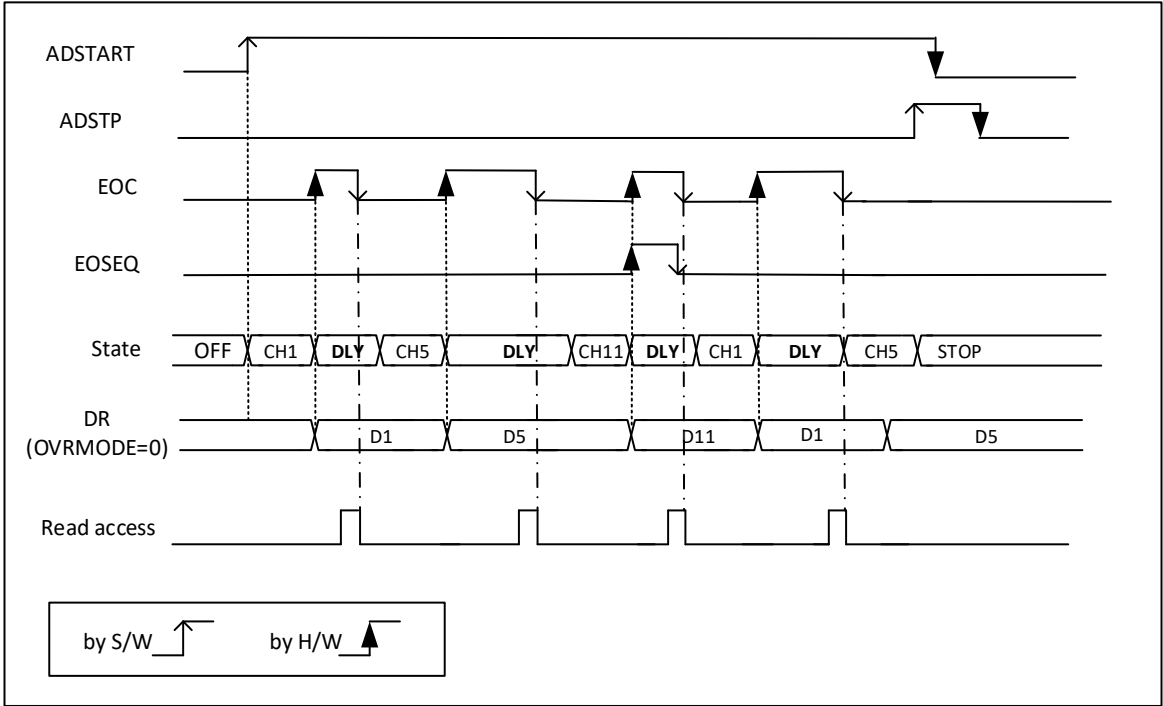 ADSTART
ADSTP
EOC
EOSEQ
State OFF CH1 DLY CH5 DLY CH11 DLY CH1 DLY CH5 STOP
DR
(OVRMODE=0) D1 D5 D11 D1 D5
Read access
by S/W by H/W